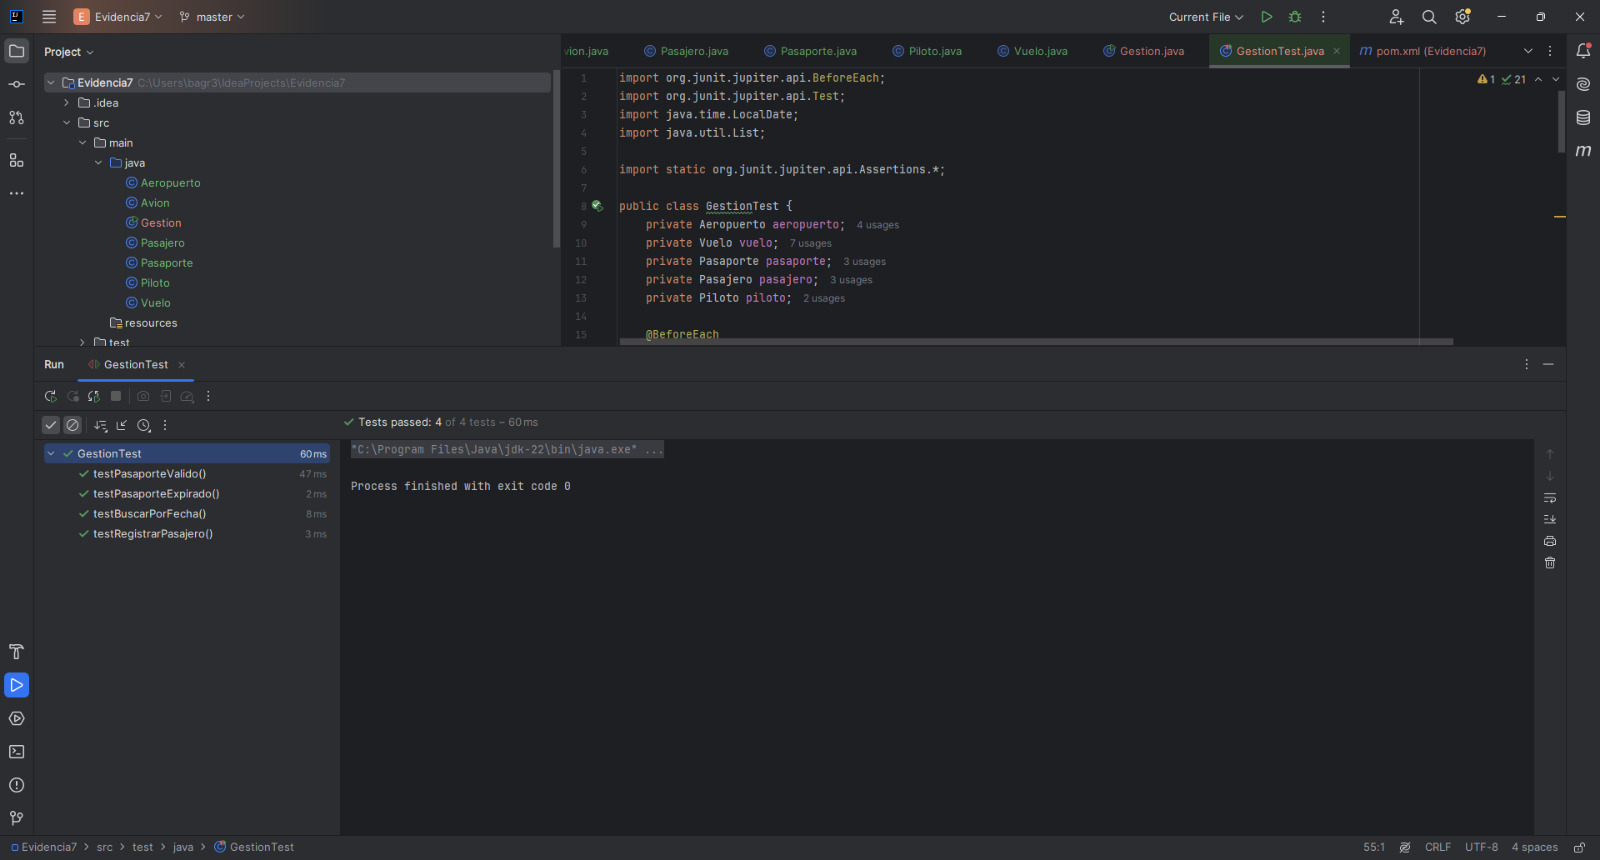 E Evidencia7 master Current File
Project
vion.java Pasajero.java Pasaporte.java Piloto.java Vuelo.java Gestion.java GestionTest.java m pom.xml (Evidencia7)
Evidencia7 C:\Users\bagr3\IdeaProjects\Evidencia7
.idea
src
main
java
Aeropuerto
Avion
Gestion
Pasajero
Pasaporte
Piloto
Vuelo
resources
test
1 import org.junit.jupiter.api.BeforeEach;
2 import org.junit.jupiter.api.Test;
3 import java.time.LocalDate;
4 import java.util.List;
5
6 import static org.junit.jupiter.api.Assertions.*;
7
8 public class GestionTest {
9 private Aeropuerto aeropuerto; 4 usages
10 private Vuelo vuelo; 7 usages
11 private Pasaporte pasaporte; 3 usages
12 private Pasajero pasajero; 3 usages
13 private Piloto piloto; 2 usages
14
15 @BeforeEach
1 21
m
Run GestionTest
Tests passed: 4 of 4 tests – 60 ms
GestionTest 60 ms
testPasaporteValido() 47 ms
testPasaporteExpirado() 2 ms
testBuscarPorFecha() 8 ms
testRegistrarPasajero() 3 ms
"C:\Program Files\Java\jdk-22\bin\java.exe" ...
Process finished with exit code 0
Evidencia7 > src > test > java > GestionTest
55:1 CRLF UTF-8 4 spaces